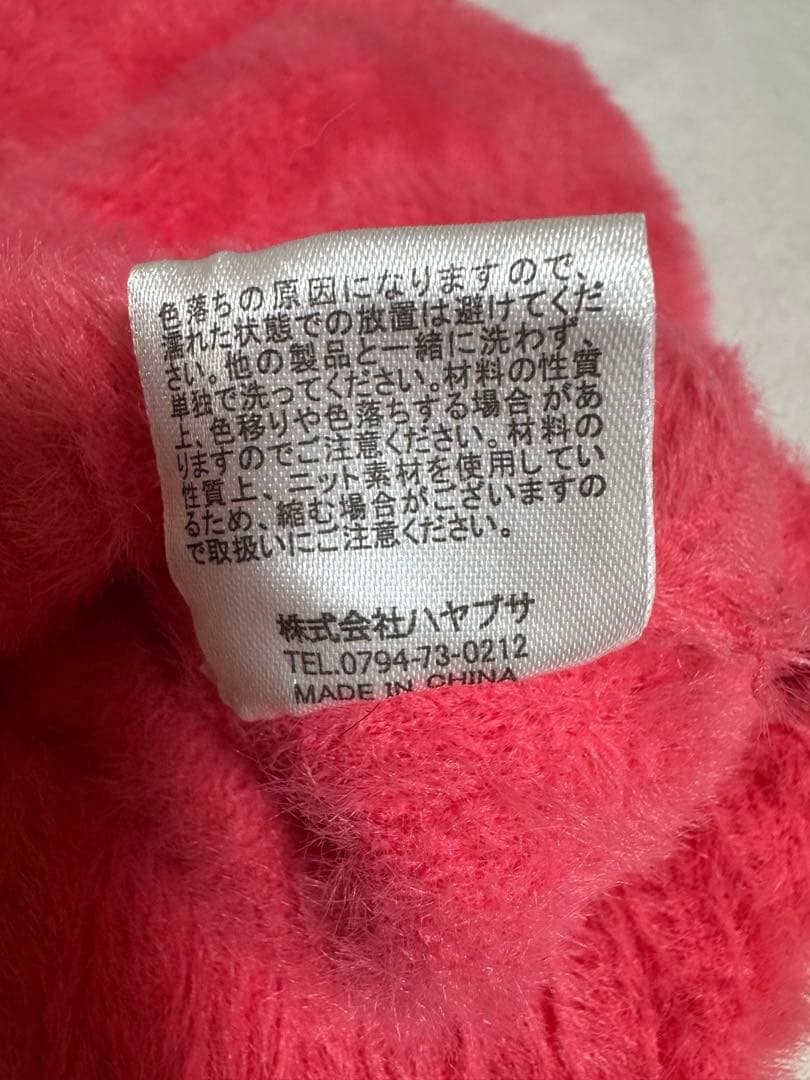 色落ちの原因になりますので、
濡れた状態での放置は避けてくだ
さい。他の製品と一緒に洗わず、
単独で洗ってください。材料の性質
上、色移りや色落ちする場合があ
りますのでご注意ください。材料の
性質上、ニット素材を使用してい
るため、縮む場合がございますの
で取扱いにご注意ください。
株式会社ハヤブサ
TEL.0794-73-0212
MADE IN CHINA